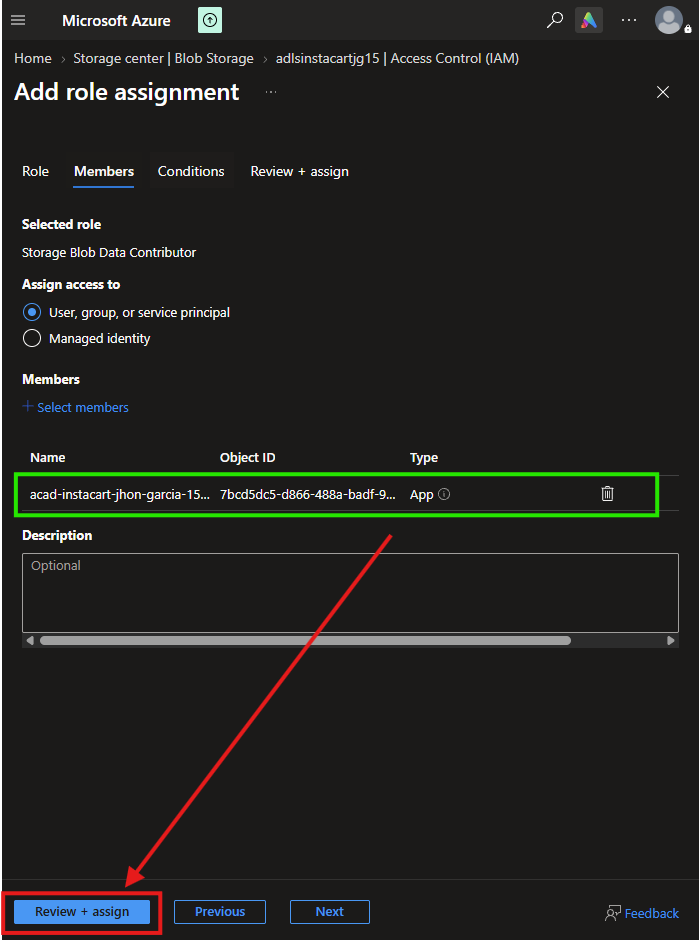 Microsoft Azure
Home > Storage center | Blob Storage > adlsinstacartjg15 | Access Control (IAM)
Add role assignment ...
Role Members Conditions Review + assign
Selected role
Storage Blob Data Contributor
Assign access to
User, group, or service principal
Managed identity
Members
+ Select members
Name Object ID Type
acad-instacart-jhon-garcia-15... 7bcd5dc5-d866-488a-badf-9... App
Description
Optional
Review + assign Previous Next Feedback